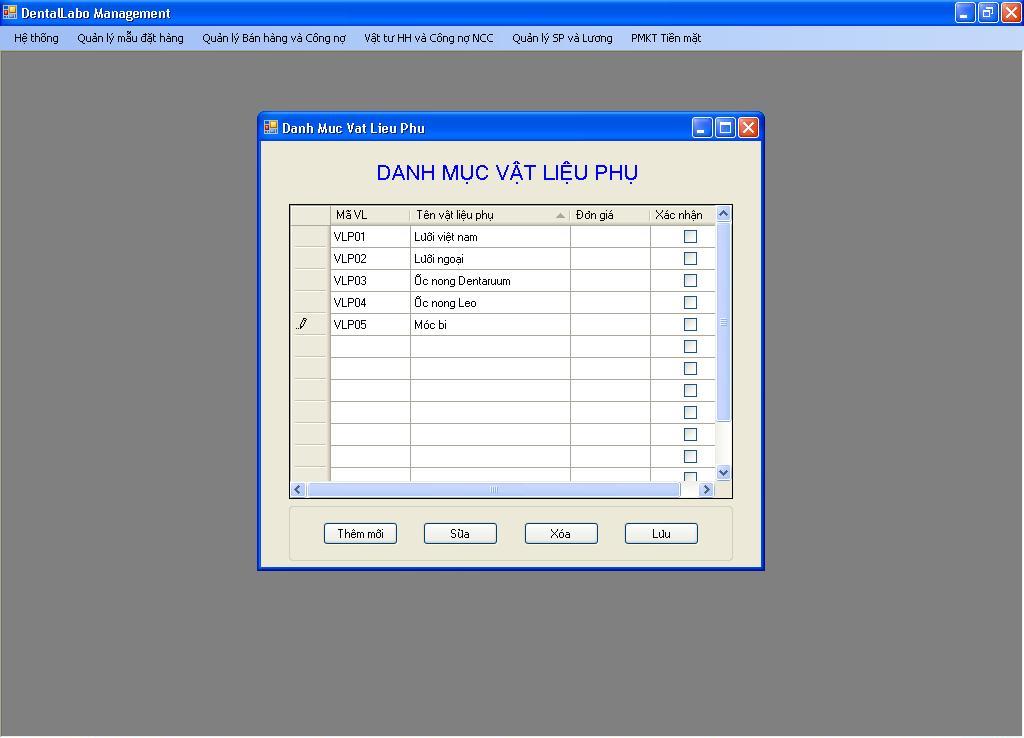 DentalLabo Management
Hệ thống Quản lý mẫu đặt hàng Quản lý Bán hàng và Công nợ Vật tư HH và Công nợ NCC Quản lý SP và Lương PMKT Tiền mặt
Danh Muc Vat Lieu Phu
DANH MỤC VẬT LIỆU PHỤ
Mã VL Tên vật liệu phụ Đơn giá Xác nhận
VLP01 Lưỡi việt nam
VLP02 Lưỡi ngoại
VLP03 Ốc nong Dentaruum
VLP04 Ốc nong Leo
VLP05 Móc bi
Thêm mới Sửa Xóa Lưu